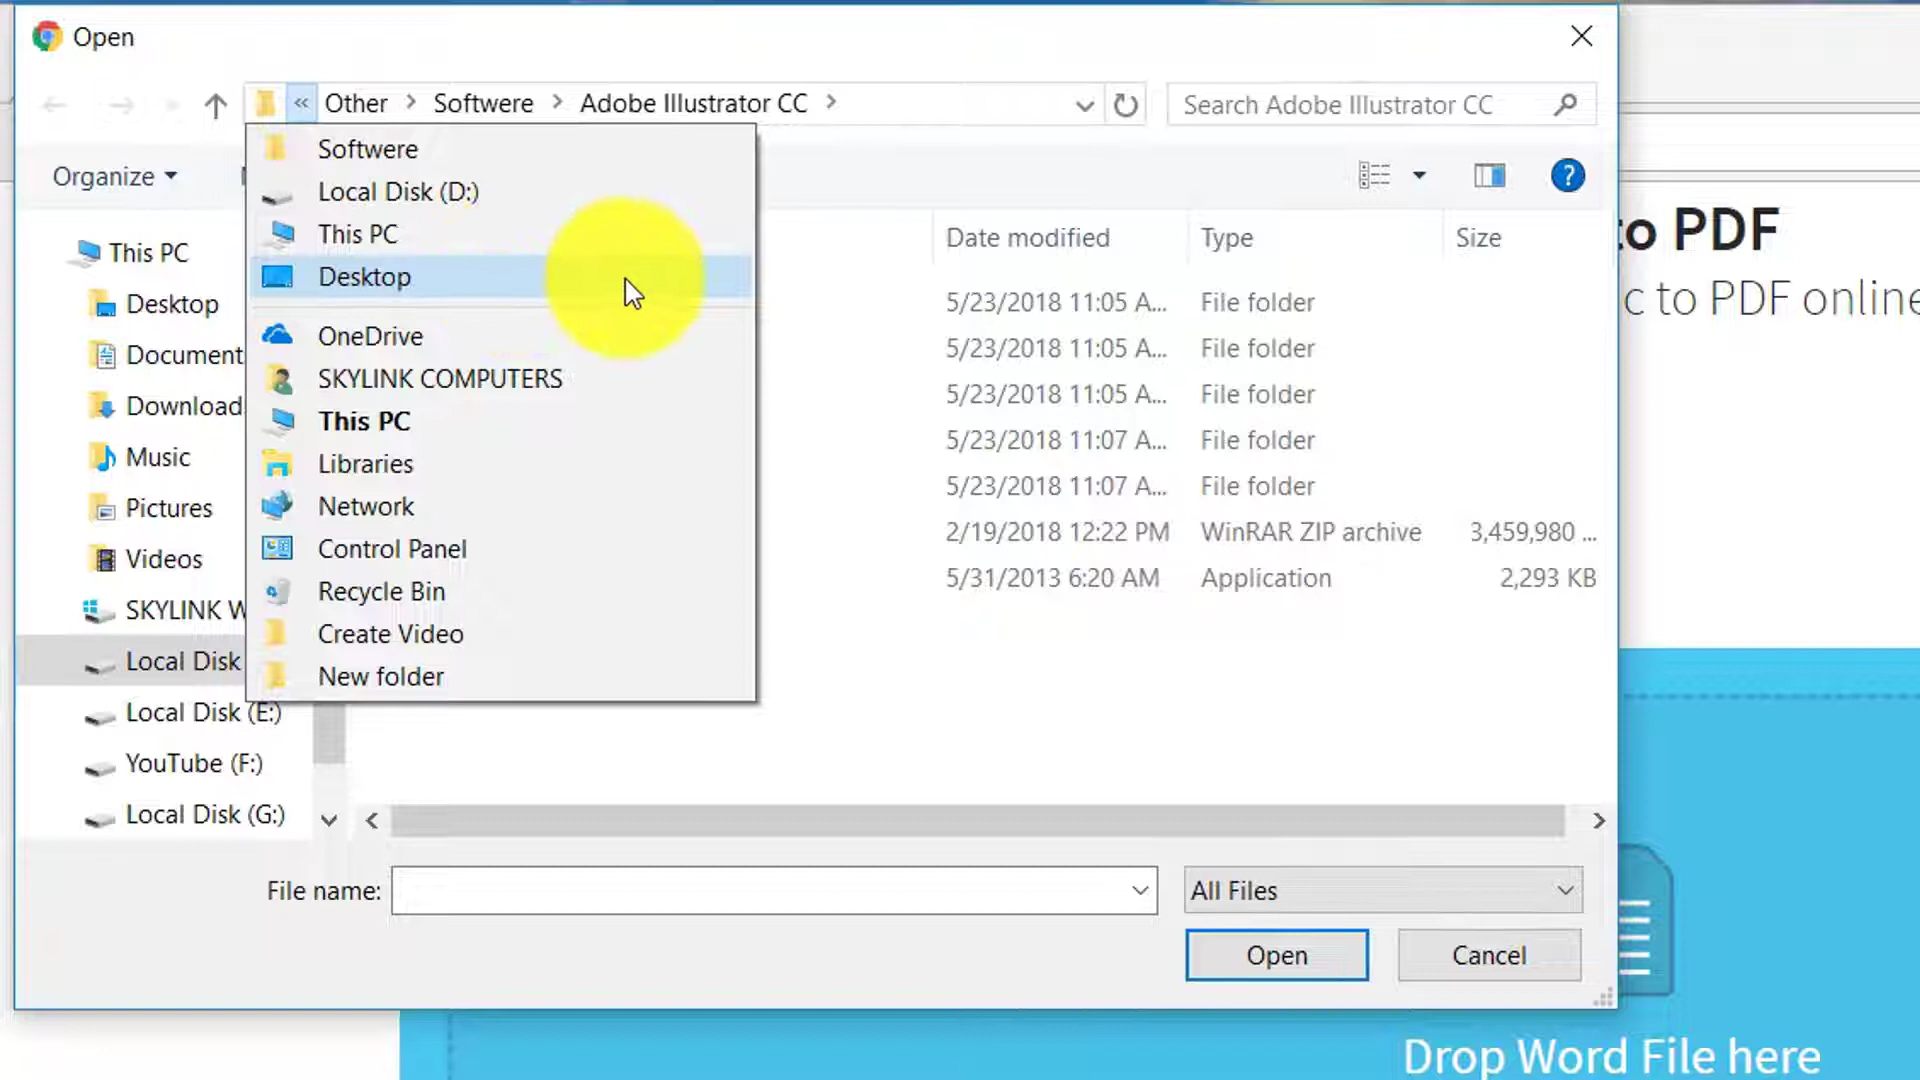 Open
« Other > Softwere > Adobe Illustrator CC >
Search Adobe Illustrator CC
Organize
Softwere
Local Disk (D:)
This PC
Desktop
OneDrive
SKYLINK COMPUTERS
This PC
Libraries
Network
Control Panel
Recycle Bin
Create Video
New folder
This PC
Desktop
Document
Download
Music
Pictures
Videos
SKYLINK W
Local Disk
Local Disk (E:)
YouTube (F:)
Local Disk (G:)
Date modified Type Size
5/23/2018 11:05 A... File folder
5/23/2018 11:05 A... File folder
5/23/2018 11:05 A... File folder
5/23/2018 11:07 A... File folder
5/23/2018 11:07 A... File folder
2/19/2018 12:22 PM WinRAR ZIP archive 3,459,980 ...
5/31/2013 6:20 AM Application 2,293 KB
File name:
All Files
Open Cancel
to PDF
c to PDF online
Drop Word File here